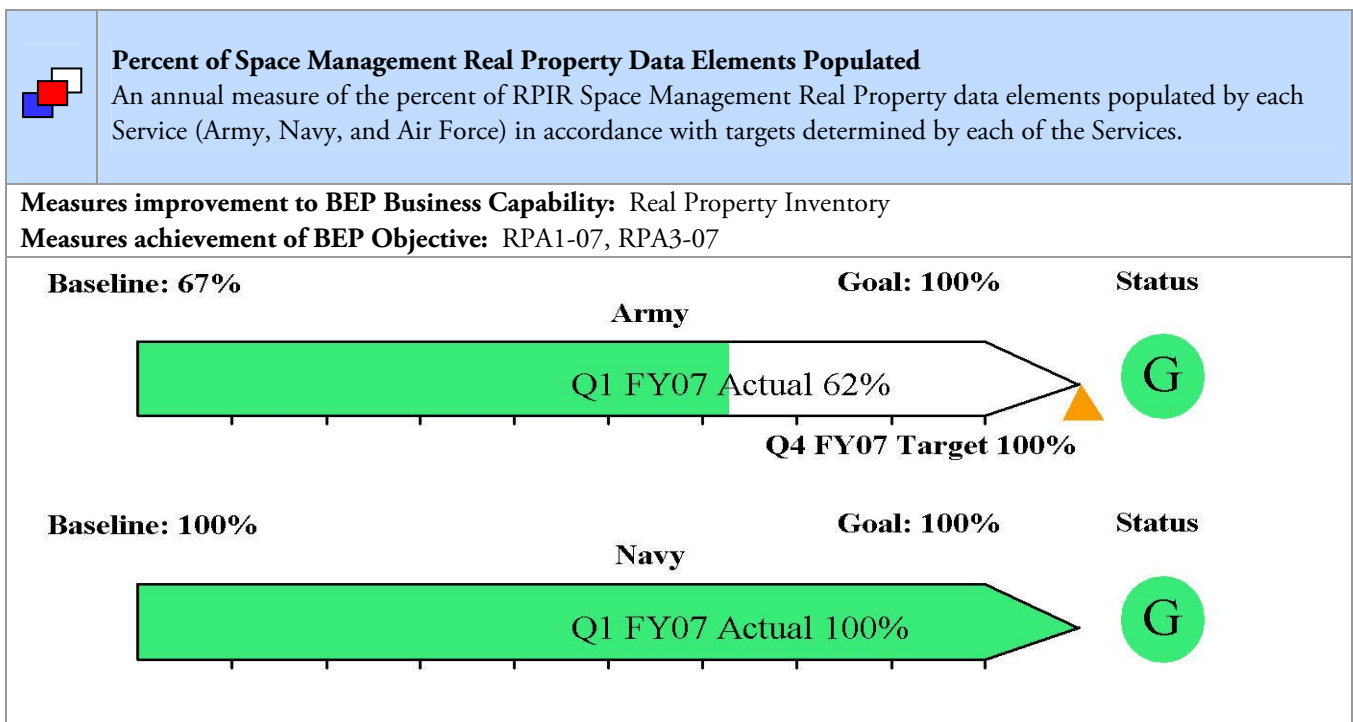 Percent of Space Management Real Property Data Elements Populated
An annual measure of the percent of RPIR Space Management Real Property data elements populated by each
Service (Army, Navy, and Air Force) in accordance with targets determined by each of the Services.
Measures improvement to BEP Business Capability: Real Property Inventory
Measures achievement of BEP Objective: RPA1-07, RPA3-07
Baseline: 67% Goal: 100% Status
Army
Q1 FY07 Actual 62% G
Q4 FY07 Target 100%
Baseline: 100% Goal: 100% Status
Navy
Q1 FY07 Actual 100% G